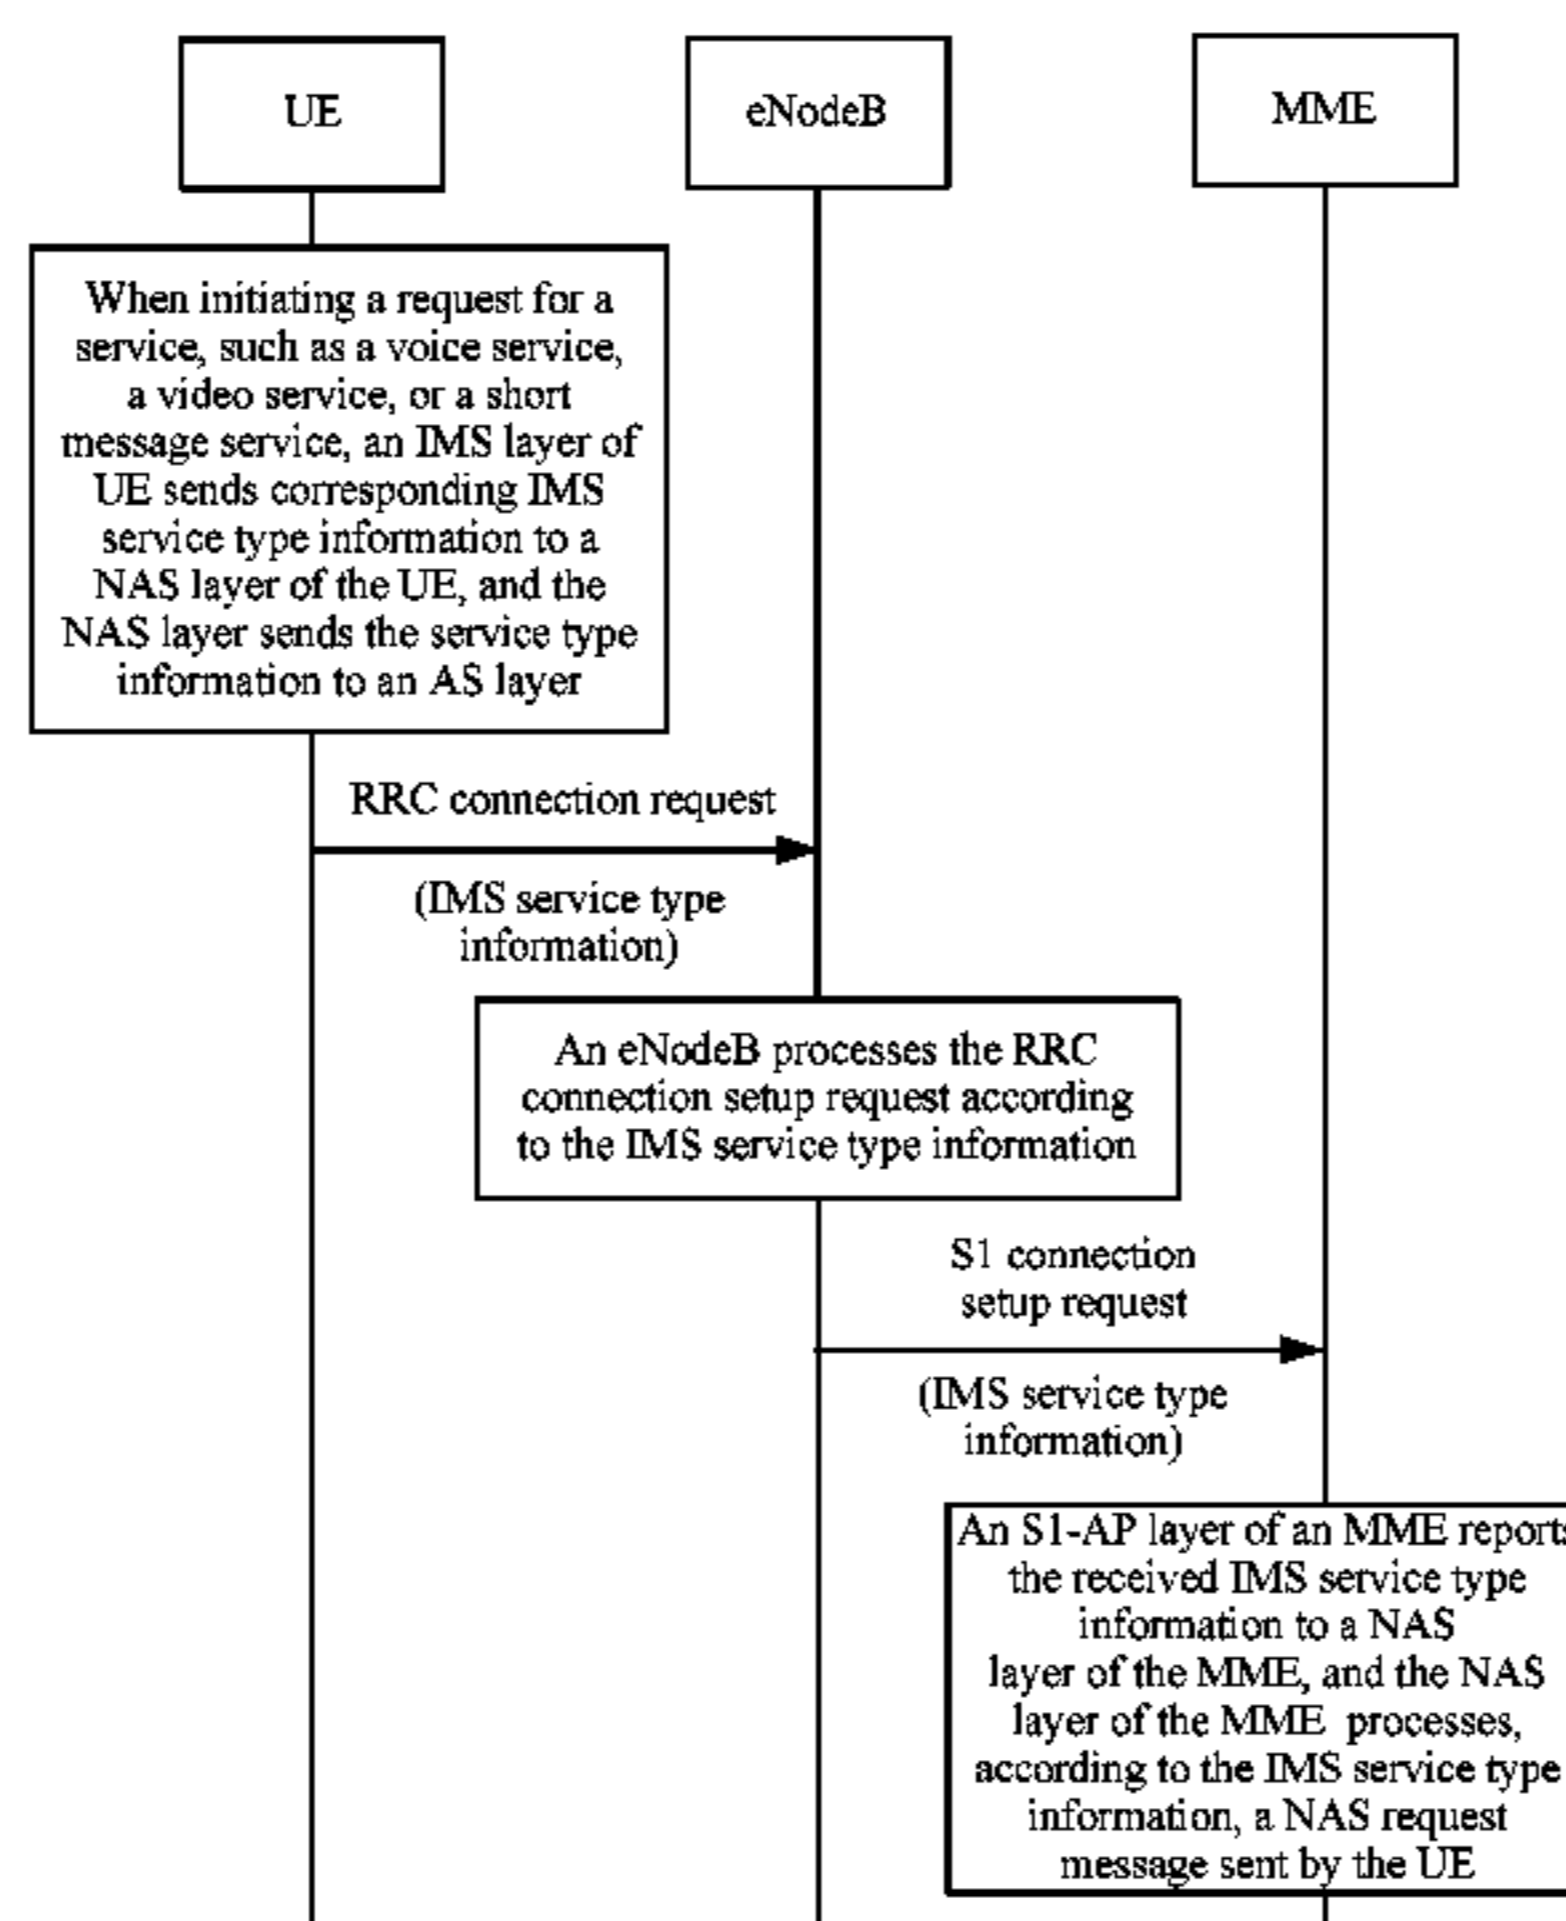 UE
eNodeB
MME
When initiating a request for a
service, such as a voice service,
a video service, or a short
message service, an IMS layer of
UE sends corresponding IMS
service type information to a
NAS layer of the UE, and the
NAS layer sends the service type
information to an AS layer
RRC connection request
(IMS service type
information)
An eNodeB processes the RRC
connection setup request according
to the IMS service type information
S1 connection
setup request
(IMS service type
information)
An S1-AP layer of an MME reports
the received IMS service type
information to a NAS
layer of the MME, and the NAS
layer of the MME processes,
according to the IMS service type
information, a NAS request
message sent by the UE